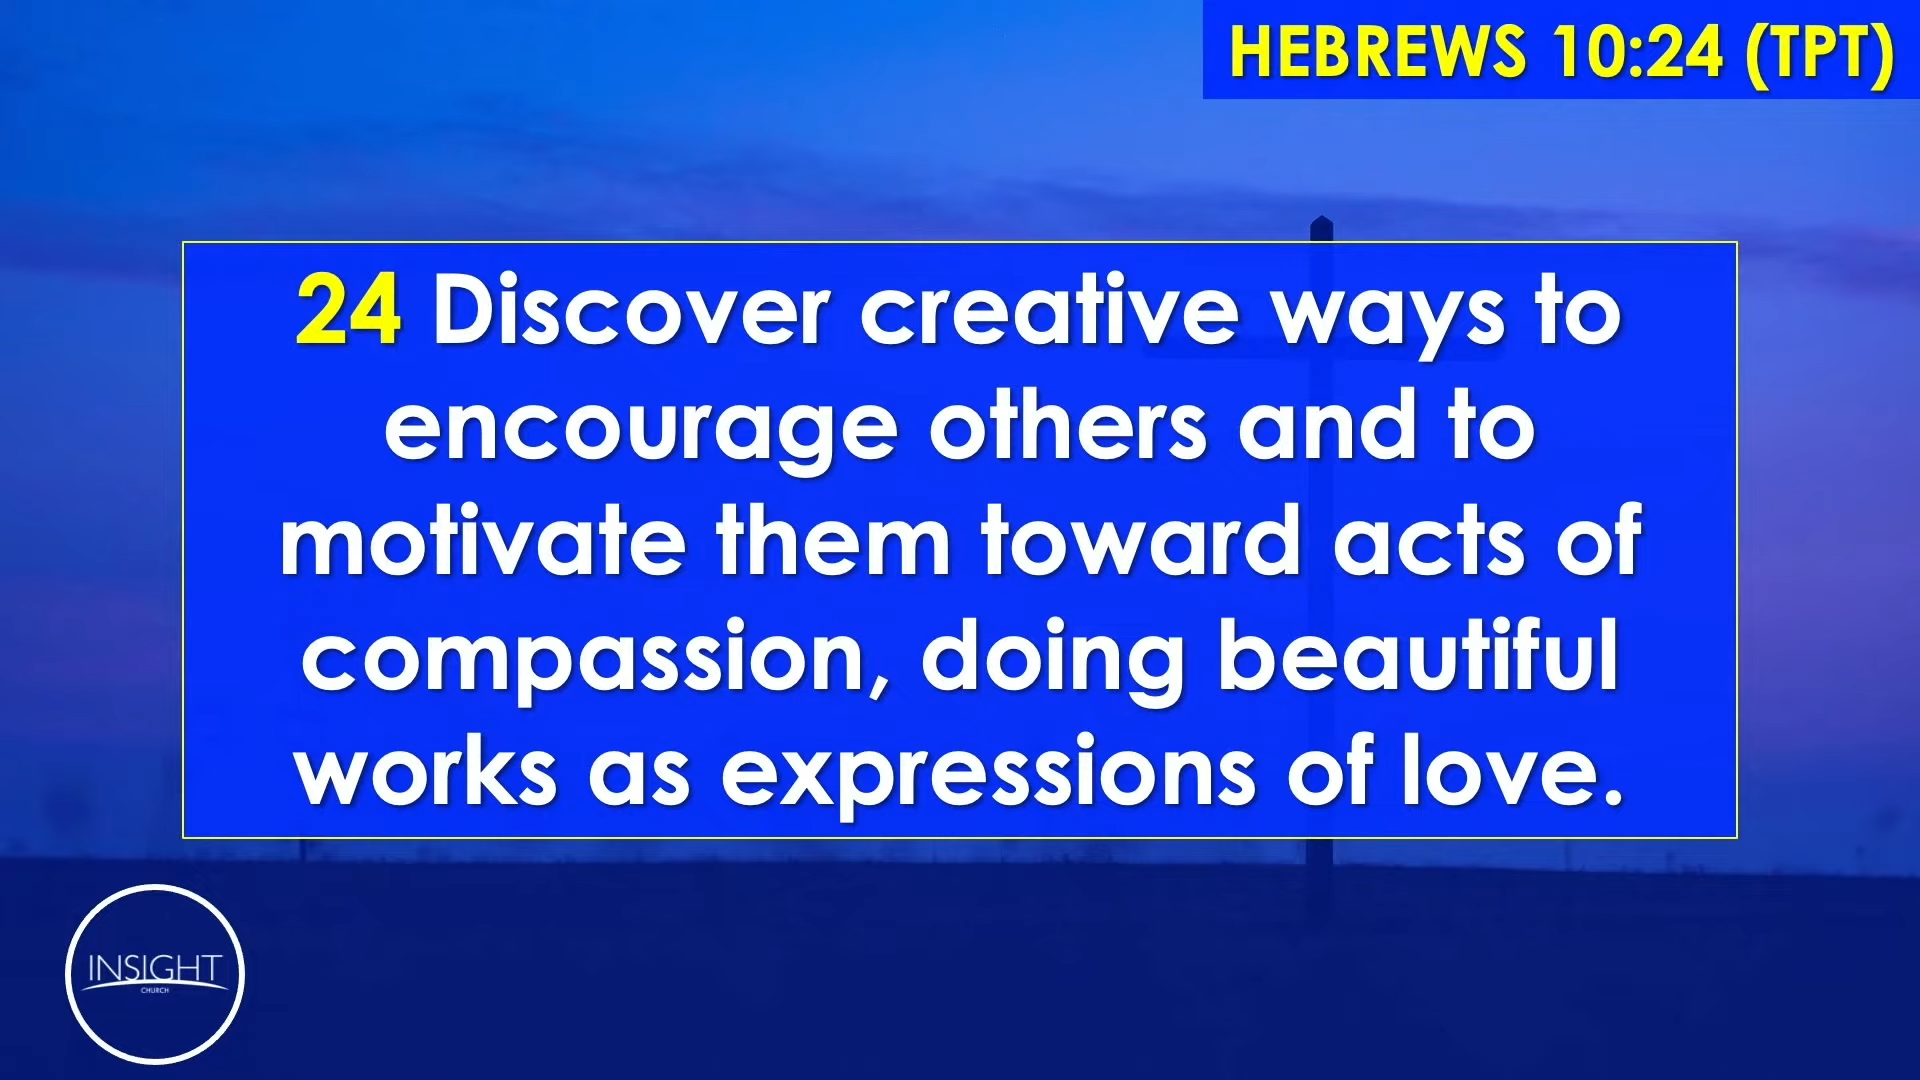 HEBREWS 10:24 (TPT)
24 Discover creative ways to
encourage others and to
motivate them toward acts of
compassion, doing beautiful
works as expressions of love.
INSIGHT
CHURCH